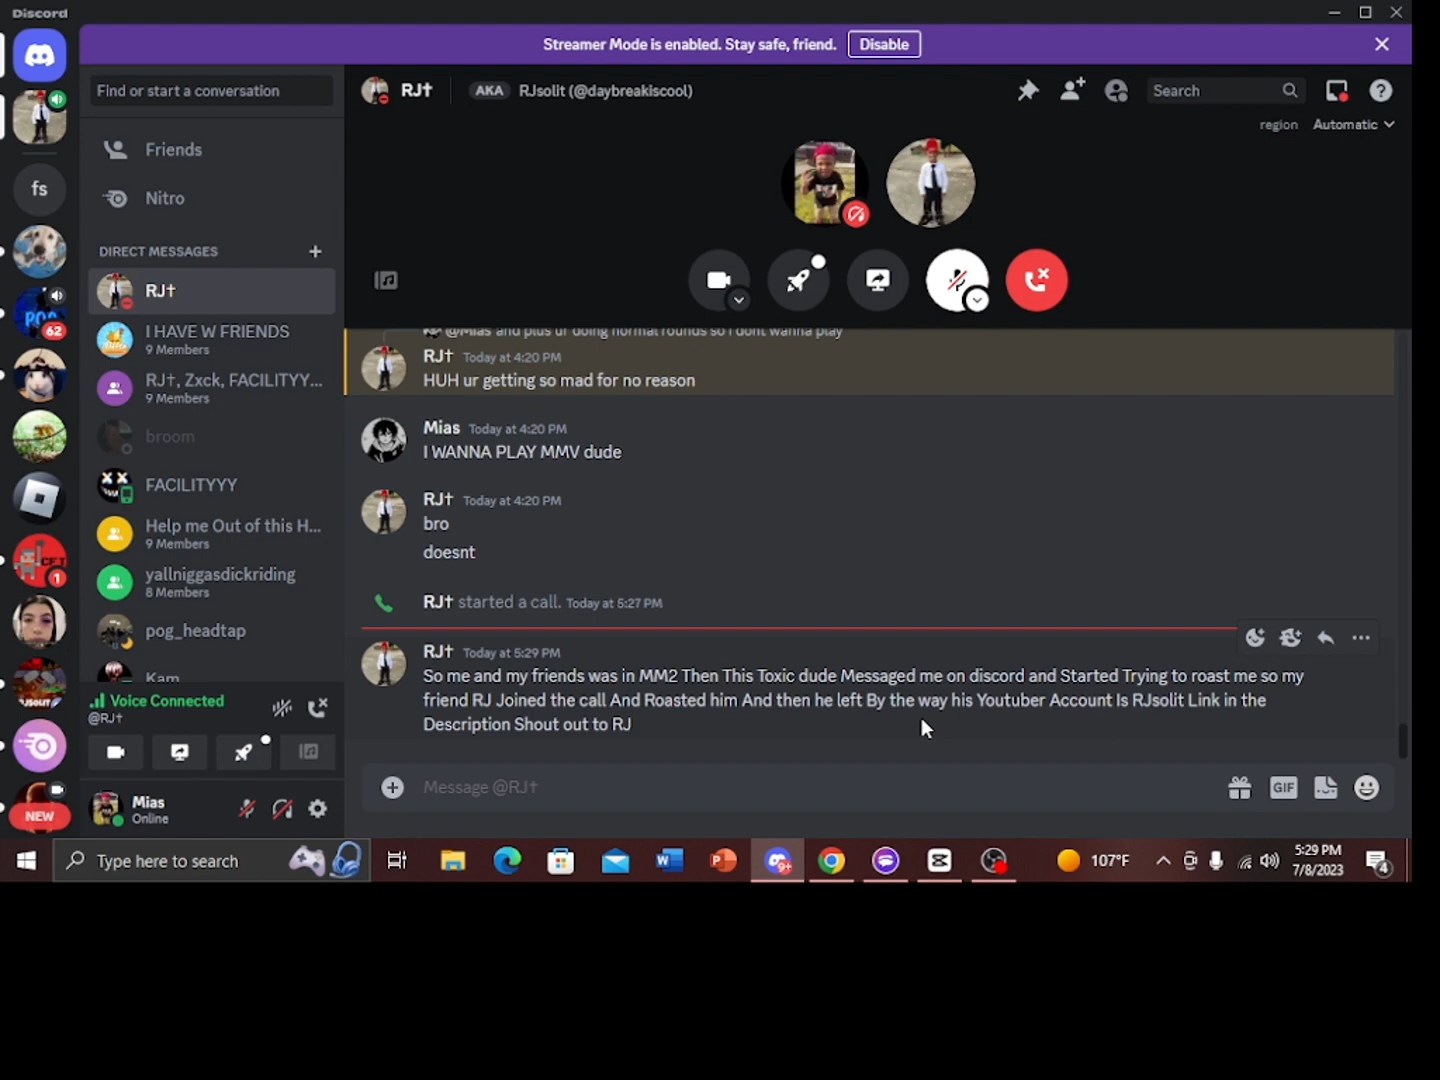 Discord
Streamer Mode is enabled. Stay safe, friend. Disable
Find or start a conversation
RJ† AKA RJsolit (@daybreakiscool)
Search
region Automatic
fs
Friends
Nitro
DIRECT MESSAGES
RJ†
I HAVE W FRIENDS
9 Members
RJ†, Zxck, FACILITYY...
9 Members
broom
FACILITYYY
Help me Out of this H...
9 Members
yallniggasdickriding
8 Members
pog_headtap
Kam
62
1
NEW
@Mias and plus ur doing normal rounds so i dont wanna play
RJ† Today at 4:20 PM
HUH ur getting so mad for no reason
Mias Today at 4:20 PM
I WANNA PLAY MMV dude
RJ† Today at 4:20 PM
bro
doesnt
RJ† started a call. Today at 5:27 PM
RJ† Today at 5:29 PM
So me and my friends was in MM2 Then This Toxic dude Messaged me on discord and Started Trying to roast me so my
friend RJ Joined the call And Roasted him And then he left By the way his Youtuber Account Is RJsolit Link in the
Description Shout out to RJ
Voice Connected
@RJ†
Mias
Online
Message @RJ†
GIF
Type here to search
9+
107°F
5:29 PM
7/8/2023
4